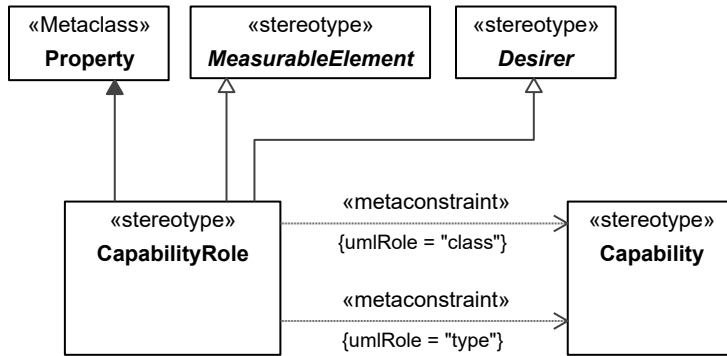 «Metaclass»
Property
«stereotype»
MeasurableElement
«stereotype»
Desirer
«stereotype»
CapabilityRole
«metaconstraint»
{umlRole = "class"}
«metaconstraint»
{umlRole = "type"}
«stereotype»
Capability